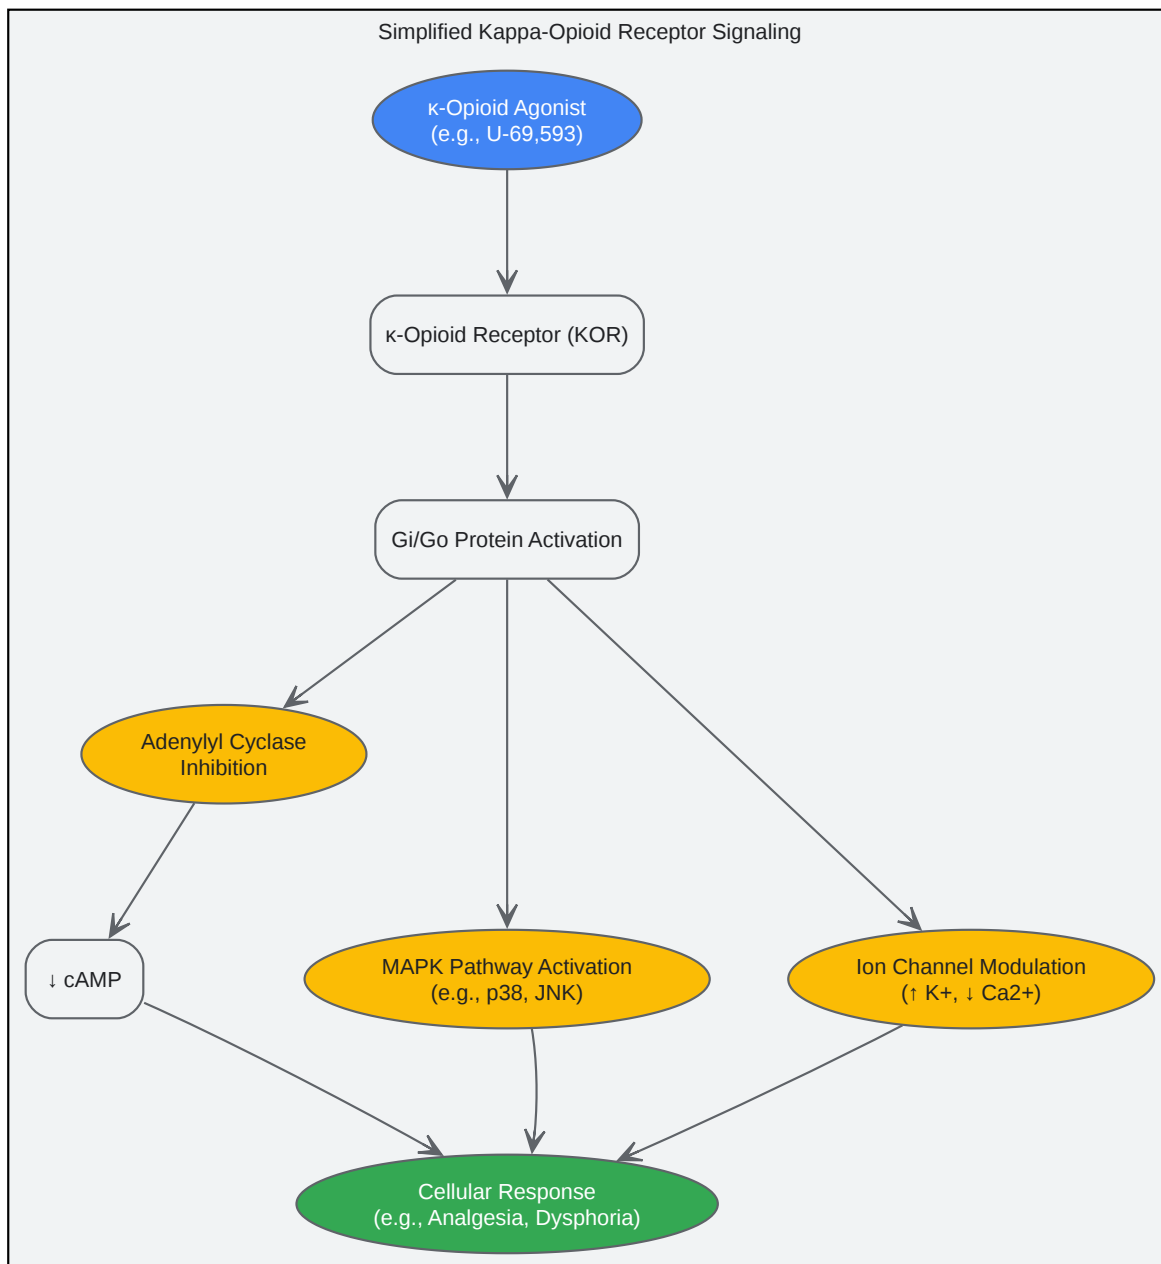 Simplified Kappa-Opioid Receptor Signaling
κ-Opioid Agonist
(e.g., U-69,593)
κ-Opioid Receptor (KOR)
Gi/Go Protein Activation
Adenylyl Cyclase
Inhibition
↓ cAMP
MAPK Pathway Activation
(e.g., p38, JNK)
Ion Channel Modulation
(↑ K+, ↓ Ca2+)
Cellular Response
(e.g., Analgesia, Dysphoria)